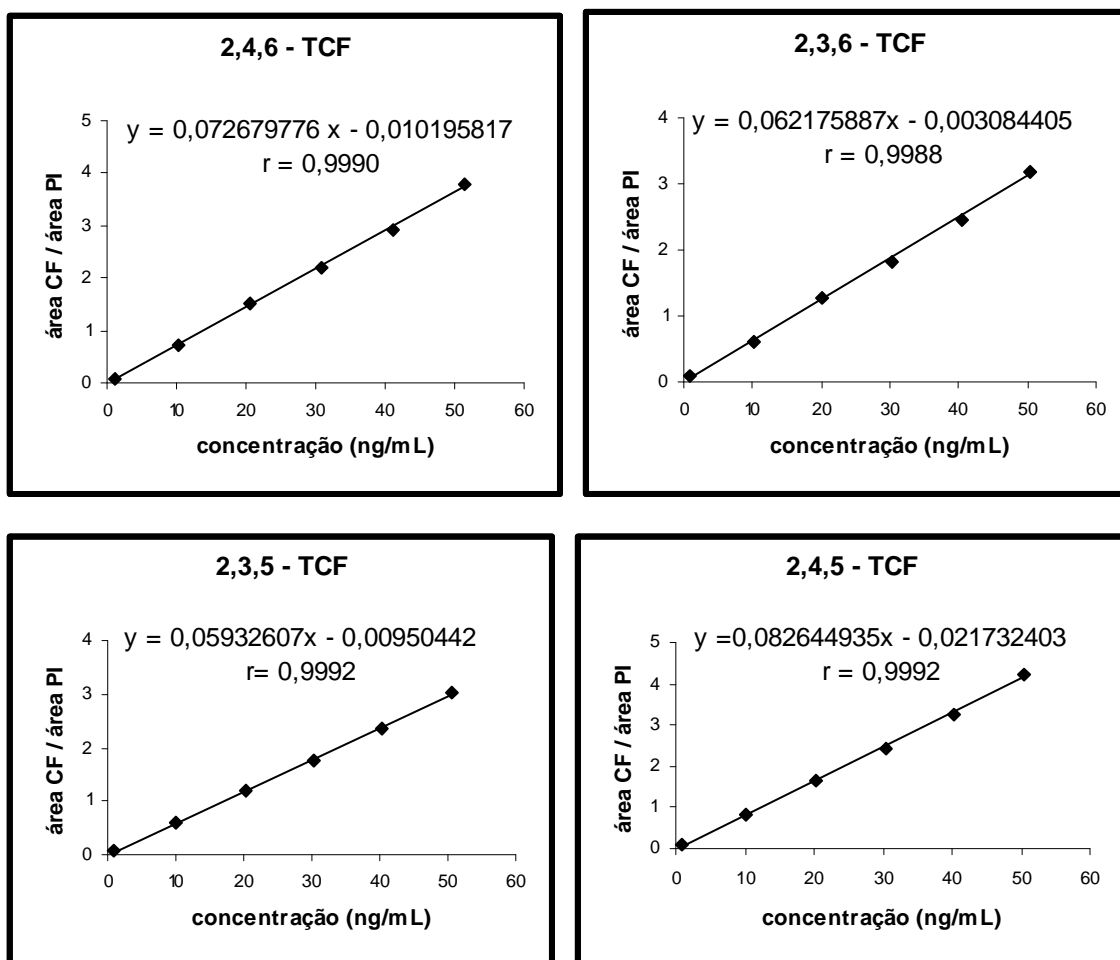 2,4,6 - TCF
y = 0,072679776 x - 0,010195817
r = 0,9990
5
4
3
2
1
0
0 10 20 30 40 50 60
área CF / área PI
concentração (ng/mL)
2,3,6 - TCF
y = 0,062175887x - 0,003084405
r = 0,9988
4
3
2
1
0
0 10 20 30 40 50 60
área CF / área PI
concentração (ng/mL)
2,3,5 - TCF
y = 0,05932607x - 0,00950442
r= 0,9992
4
3
2
1
0
0 10 20 30 40 50 60
área CF / área PI
concentração (ng/mL)
2,4,5 - TCF
y =0,082644935x - 0,021732403
r = 0,9992
5
4
3
2
1
0
0 10 20 30 40 50 60
área CF / área PI
concentração (ng/mL)